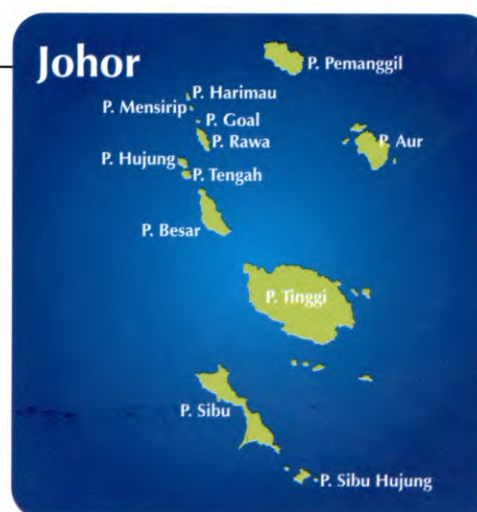 Johor
P. Pemanggil
P. Harimau
P. Mensirip
P. Goal
P. Rawa
P. Aur
P. Hujung
P. Tengah
P. Besar
P. Tinggi
P. Sibu
P. Sibu Hujung